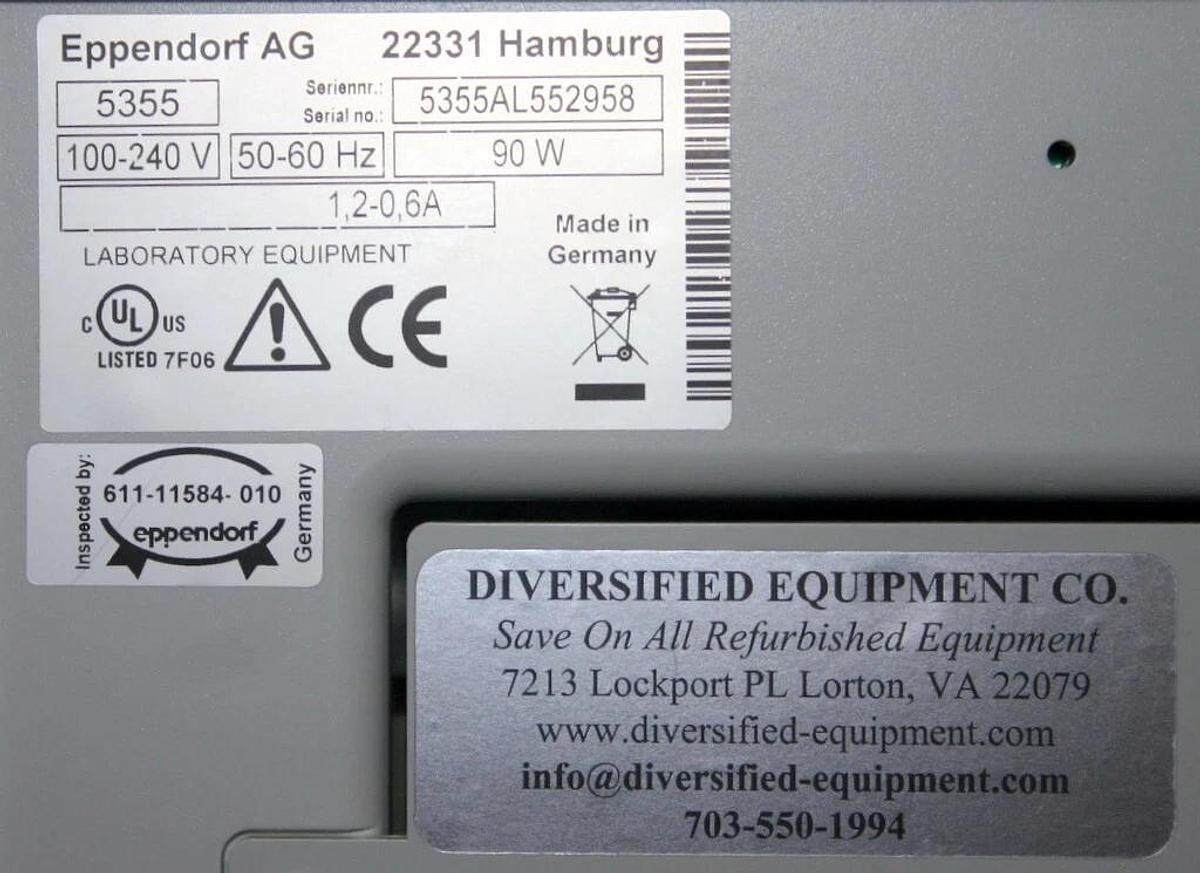 Eppendorf AG 22331 Hamburg
5355 Seriennr.: Serial no.: 5355AL552958
100-240 V 50-60 Hz 90 W
1,2-0,6A
Made in
Germany
LABORATORY EQUIPMENT
C UL US
LISTED 7F06
CE
Inspected by:
611-11584- 010
eppendorf
Germany
DIVERSIFIED EQUIPMENT CO.
Save On All Refurbished Equipment
7213 Lockport PL Lorton, VA 22079
www.diversified-equipment.com
info@diversified-equipment.com
703-550-1994